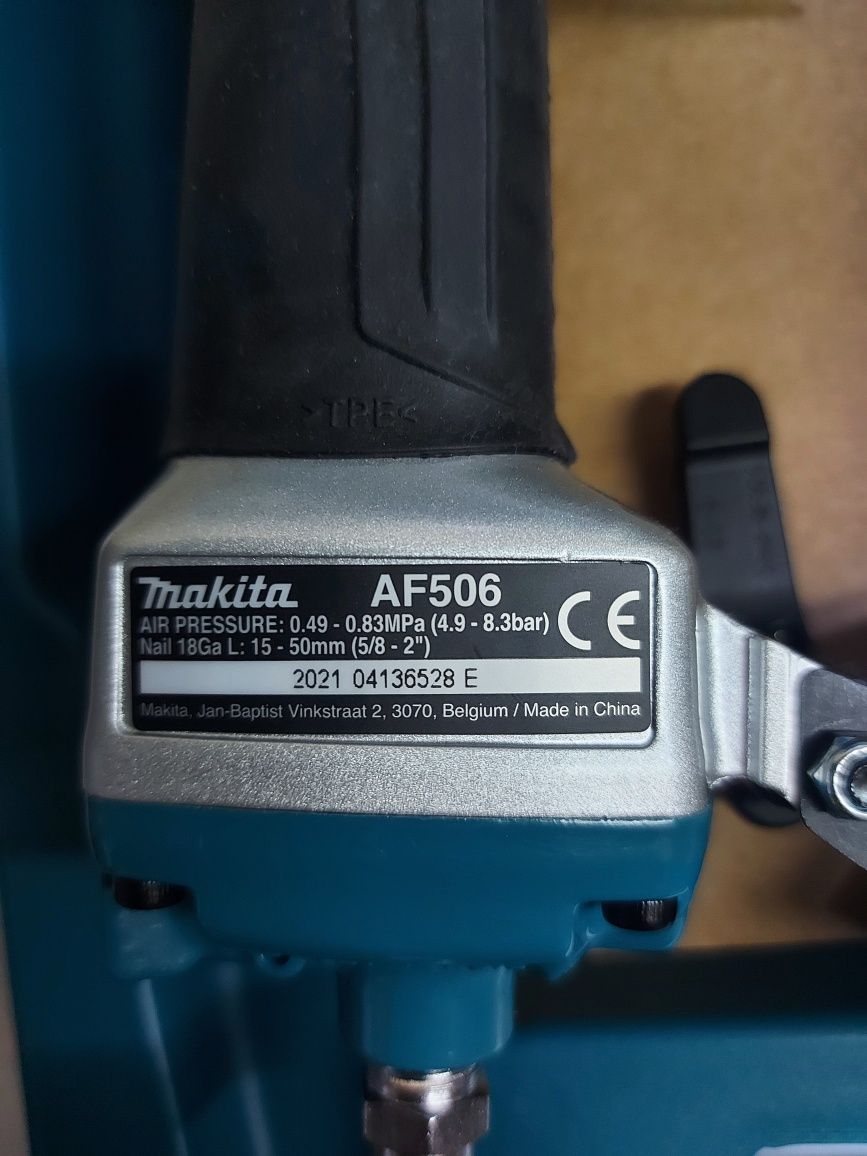 >TPE<
makita AF506
AIR PRESSURE: 0.49 - 0.83MPa (4.9 - 8.3bar) CE
Nail 18Ga L: 15 - 50mm (5/8 - 2")
2021 04136528 E
Makita, Jan-Baptist Vinkstraat 2, 3070, Belgium / Made in China